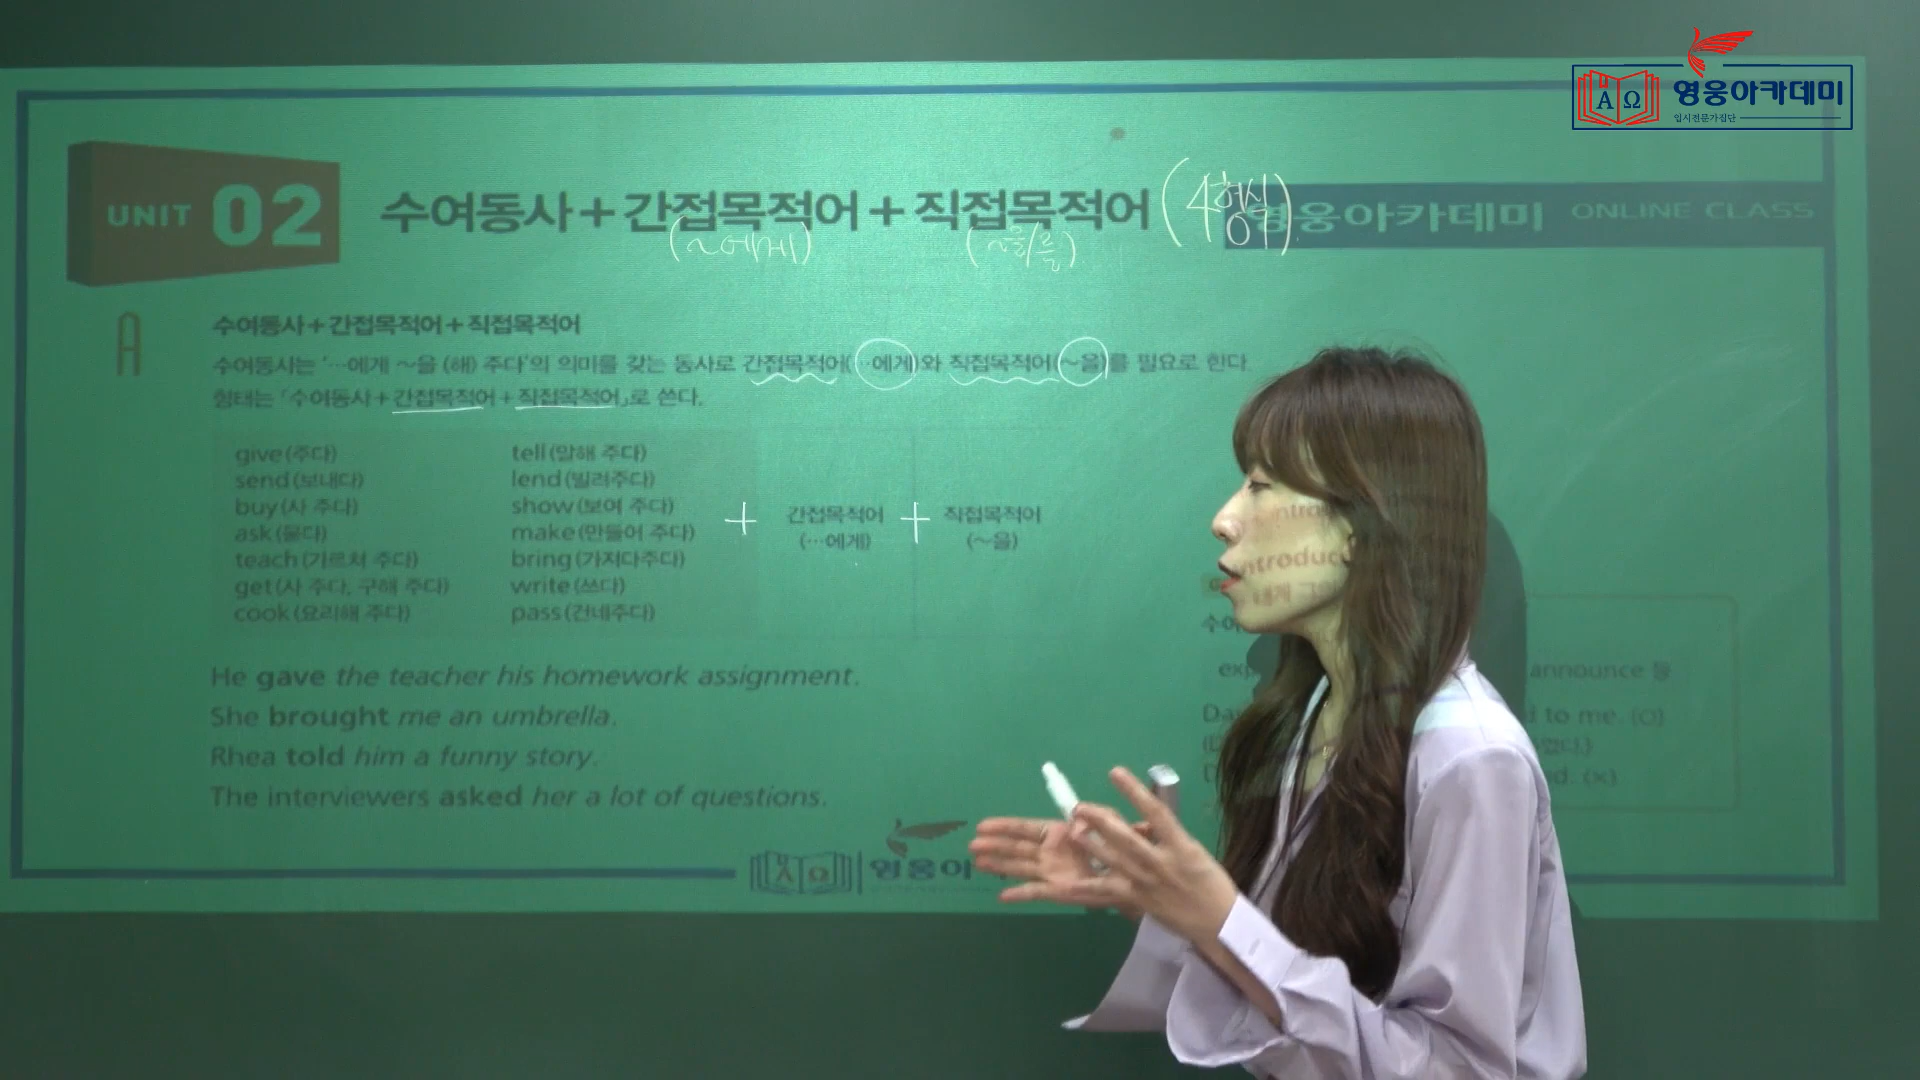 영웅아카데미
입시전문가집단
UNIT 02 수여동사+간접목적어+직접목적어 (4형식)
(~에게) (~을/를)
영웅아카데미 ONLINE CLASS
A 수여동사+간접목적어+직접목적어
수여동사는 '…에게 ~을 (해) 주다'의 의미를 갖는 동사로 간접목적어(…에게)와 직접목적어(~을)를 필요로 한다.
형태는 「수여동사+간접목적어+직접목적어」로 쓴다.
give(주다) tell(말해 주다)
send(보내다) lend(빌려주다)
buy(사 주다) show(보여 주다)
ask(묻다) make(만들어 주다)
teach(가르쳐 주다) bring(가져다주다)
get(사 주다, 구해 주다) write(쓰다)
cook(요리해 주다) pass(건네주다)
+ 간접목적어 + 직접목적어
(…에게) (~을)
He gave the teacher his homework assignment.
She brought me an umbrella.
Rhea told him a funny story.
The interviewers asked her a lot of questions.
announce 등
to me. (O)
(X)
영웅아